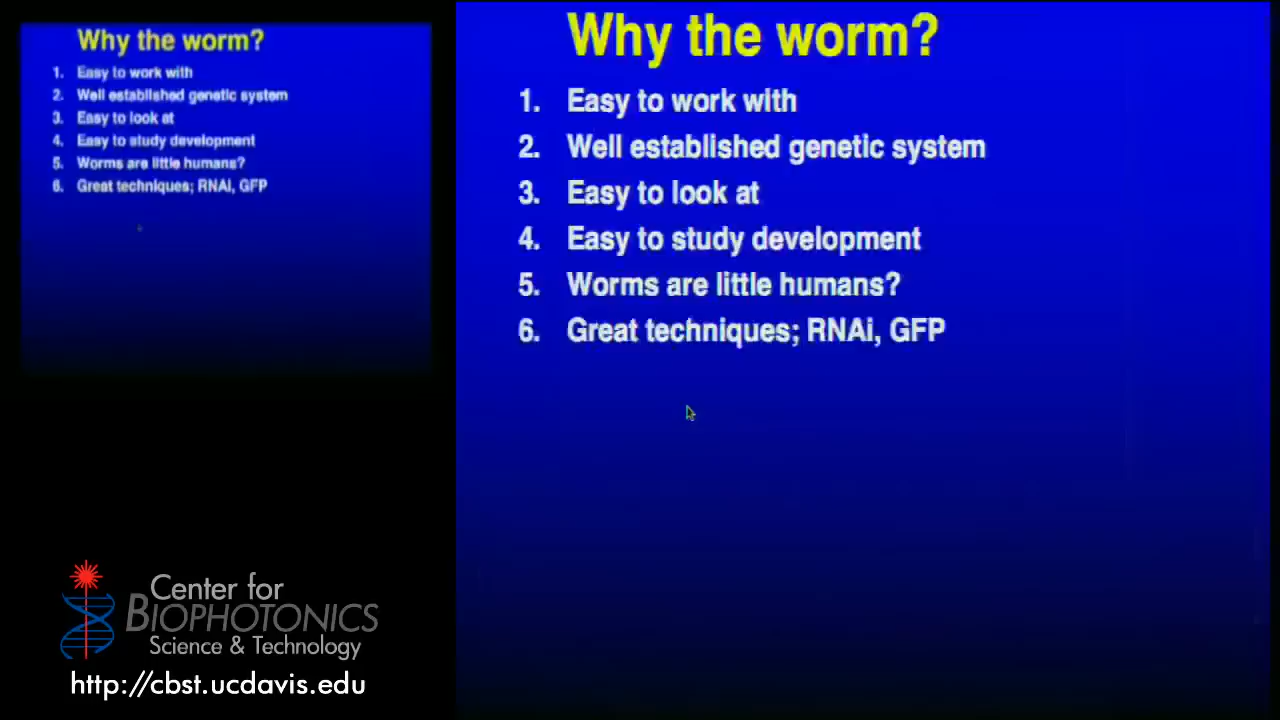 Why the worm?
1. Easy to work with
2. Well established genetic system
3. Easy to look at
4. Easy to study development
5. Worms are little humans?
6. Great techniques; RNAi, GFP
Why the worm?
1. Easy to work with
2. Well established genetic system
3. Easy to look at
4. Easy to study development
5. Worms are little humans?
6. Great techniques; RNAi, GFP
Center for
BIOPHOTONICS
Science & Technology
http://cbst.ucdavis.edu